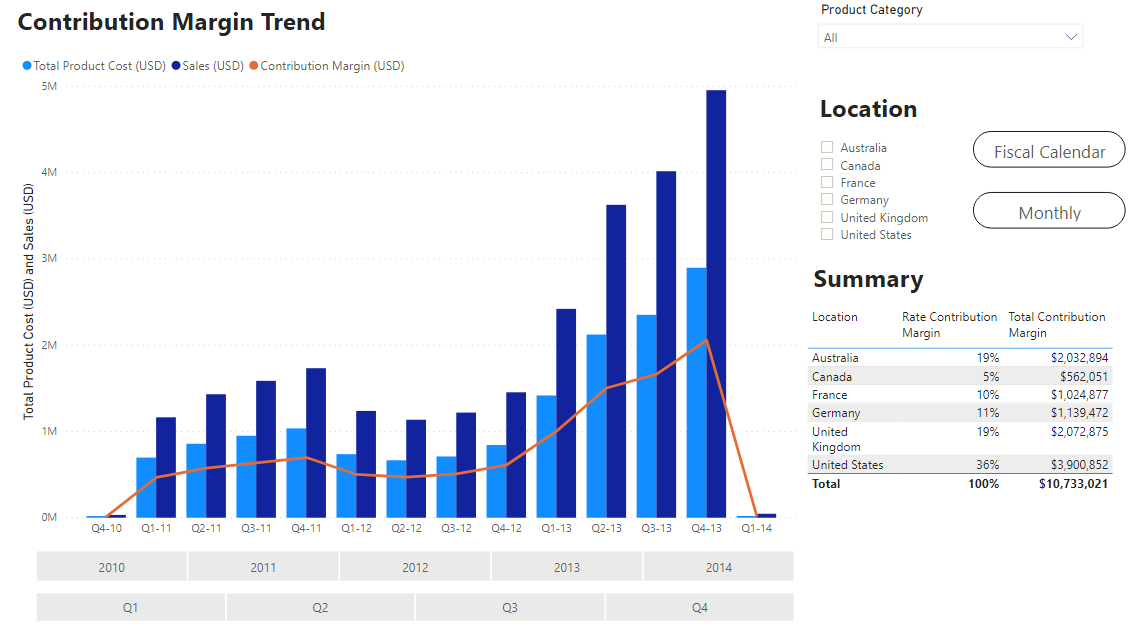 Contribution Margin Trend
Total Product Cost (USD) Sales (USD) Contribution Margin (USD)
Total Product Cost (USD) and Sales (USD)
5M
4M
3M
2M
1M
0M
Q4-10 Q1-11 Q2-11 Q3-11 Q4-11 Q1-12 Q2-12 Q3-12 Q4-12 Q1-13 Q2-13 Q3-13 Q4-13 Q1-14
2010 2011 2012 2013 2014
Q1 Q2 Q3 Q4
Product Category
All
Location
Australia
Canada
France
Germany
United Kingdom
United States
Fiscal Calendar
Monthly
Summary
Location Rate Contribution Total Contribution
Margin Margin
Australia 19% $2,032,894
Canada 5% $562,051
France 10% $1,024,877
Germany 11% $1,139,472
United 19% $2,072,875
Kingdom
United States 36% $3,900,852
Total 100% $10,733,021